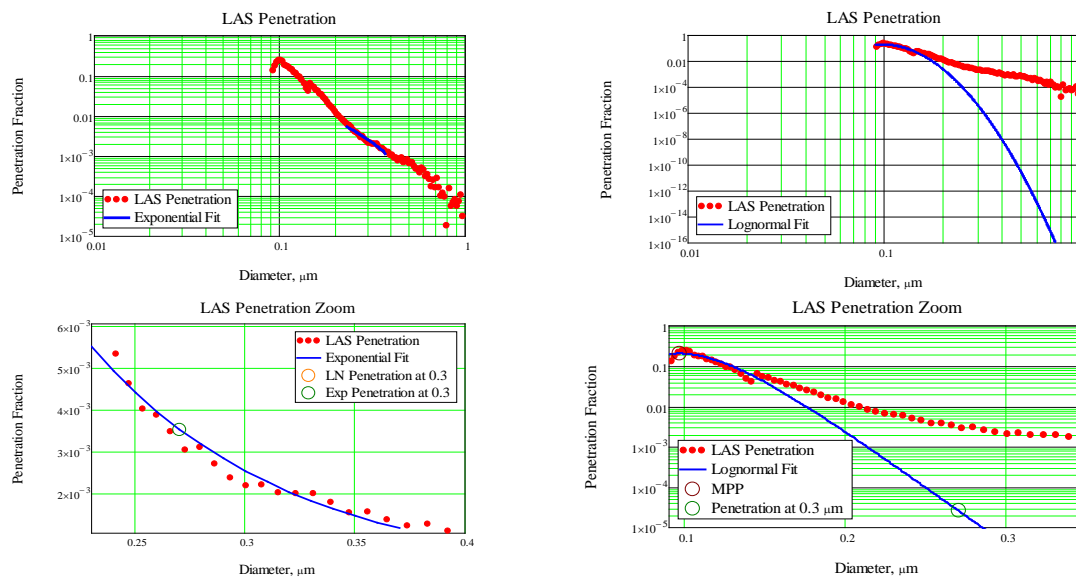 LAS Penetration
1
0.1
0.01
1×10⁻³
1×10⁻⁴
1×10⁻⁵
0.01
0.1
1
Penetration Fraction
Diameter, μm
LAS Penetration
Exponential Fit
LAS Penetration
1
0.01
1×10⁻⁴
1×10⁻⁶
1×10⁻⁸
1×10⁻¹⁰
1×10⁻¹²
1×10⁻¹⁴
1×10⁻¹⁶
0.01
0.1
Penetration Fraction
Diameter, μm
LAS Penetration
Lognormal Fit
LAS Penetration Zoom
6×10⁻³
5×10⁻³
4×10⁻³
3×10⁻³
2×10⁻³
0.25
0.3
0.35
0.4
Penetration Fraction
Diameter, μm
LAS Penetration
Exponential Fit
LN Penetration at 0.3
Exp Penetration at 0.3
LAS Penetration Zoom
1
0.1
0.01
1×10⁻³
1×10⁻⁴
1×10⁻⁵
0.1
0.2
0.3
Penetration Fraction
Diameter, μm
LAS Penetration
Lognormal Fit
MPP
Penetration at 0.3 μm